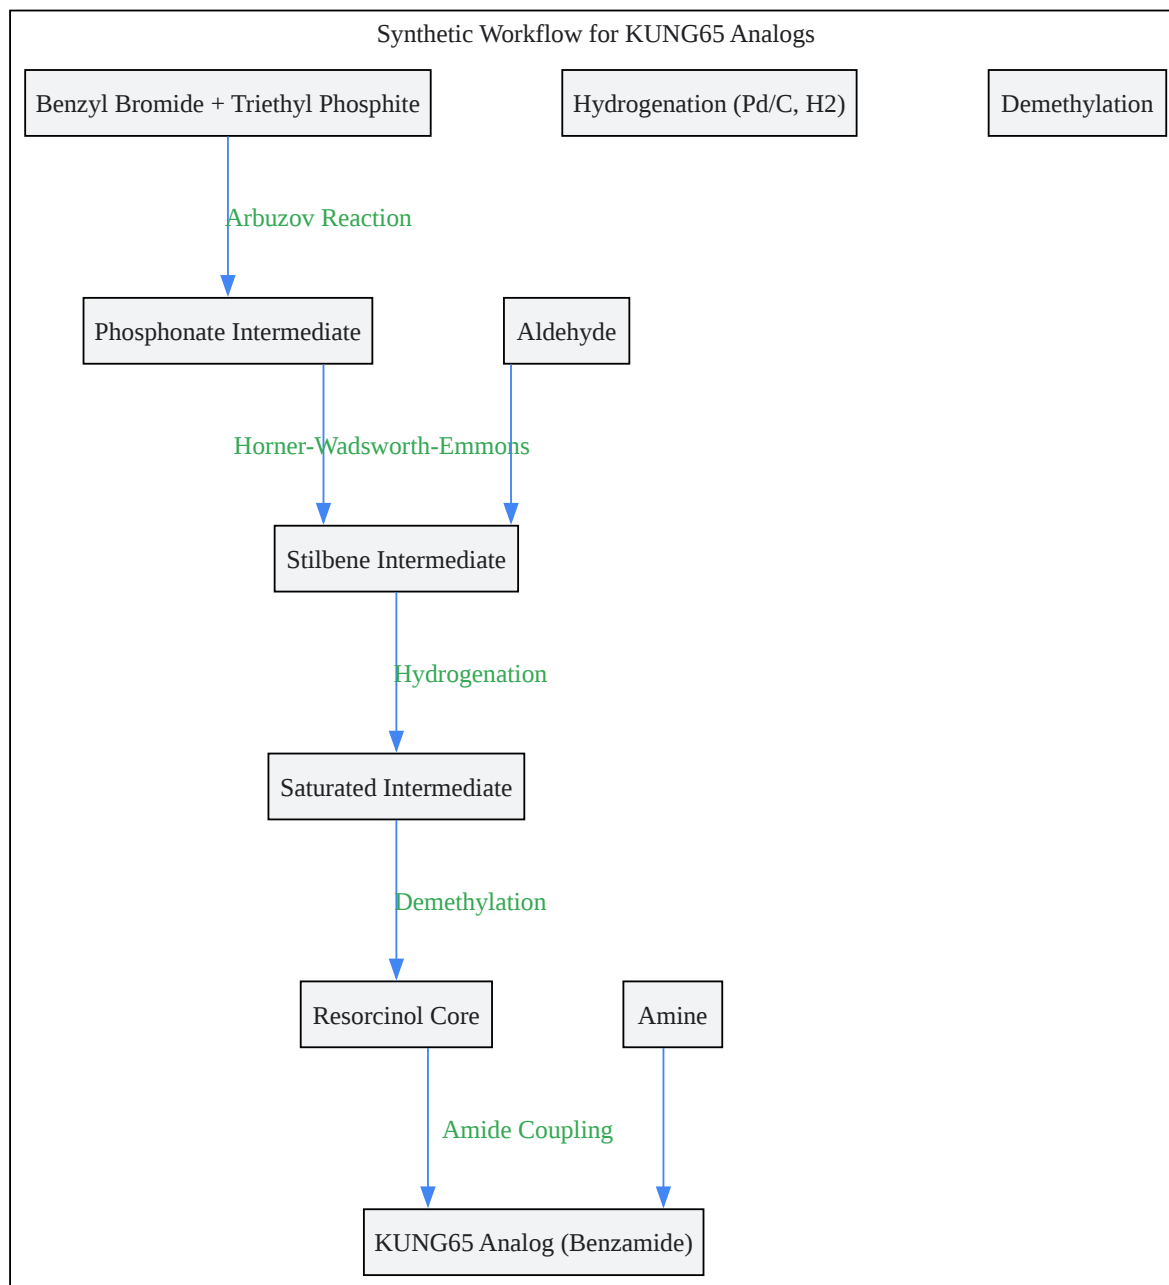 Synthetic Workflow for KUNG65 Analogs
Benzyl Bromide + Triethyl Phosphite
Hydrogenation (Pd/C, H2)
Demethylation
Arbuzov Reaction
Phosphonate Intermediate
Aldehyde
Horner-Wadsworth-Emmons
Stilbene Intermediate
Hydrogenation
Saturated Intermediate
Demethylation
Resorcinol Core
Amine
Amide Coupling
KUNG65 Analog (Benzamide)